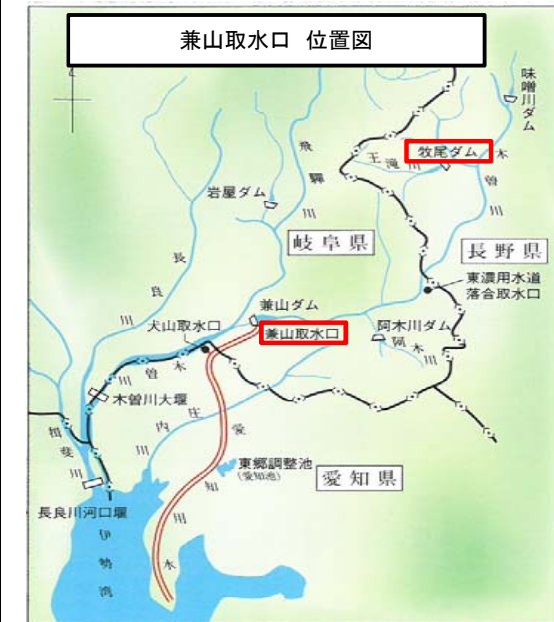 兼山取水口 位置図
味噌川ダム
牧尾ダム
王滝川
木曽川
飛騨川
岩屋ダム
岐阜県
長野県
長良川
東濃用水道
落合取水口
兼山ダム
犬山取水口
兼山取水口
阿木川ダム
阿木川
木曽川
木曽川大堰
庄内川
揖斐川
愛知用水
東郷調整池
(愛知池)
愛知県
長良川河口堰
伊勢湾